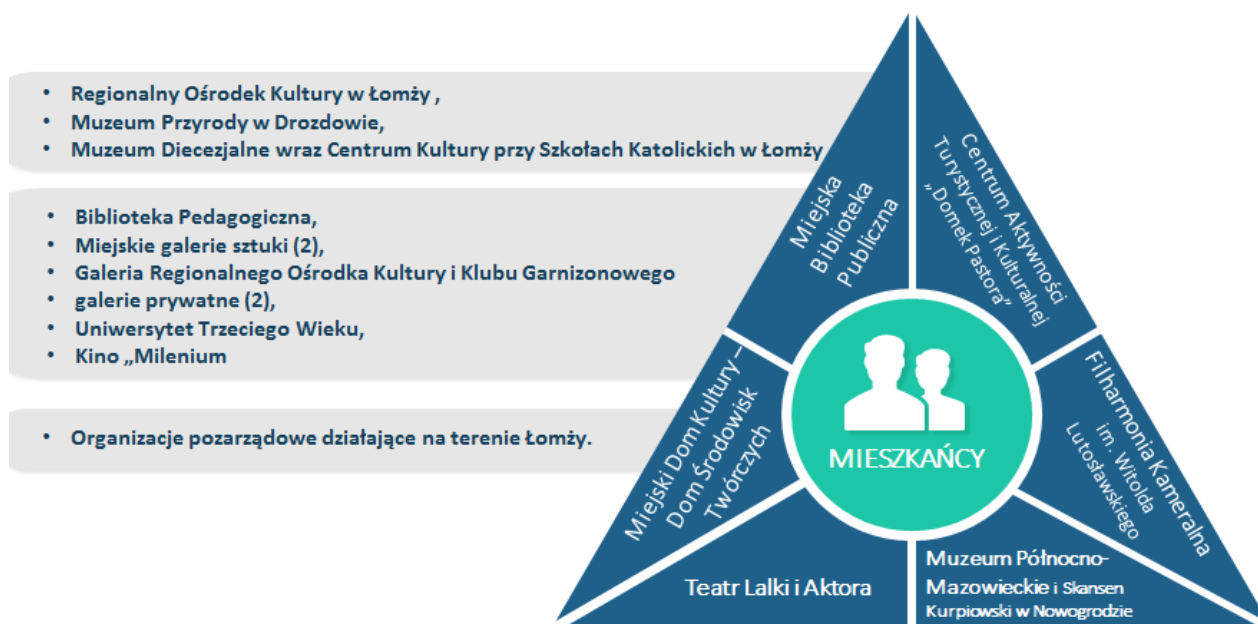 • Regionalny Ośrodek Kultury w Łomży ,
• Muzeum Przyrody w Drozdowie,
• Muzeum Diecezjalne wraz Centrum Kultury przy Szkołach Katolickich w Łomży
• Biblioteka Pedagogiczna,
• Miejskie galerie sztuki (2),
• Galeria Regionalnego Ośrodka Kultury i Klubu Garnizonowego
• galerie prywatne (2),
• Uniwersytet Trzeciego Wieku,
• Kino „Milenium
• Organizacje pozarządowe działające na terenie Łomży.
Miejska
Biblioteka
Publiczna
Centrum Aktywności
Turystycznej i Kulturalnej
„Domek Pastora”
Miejski Dom Kultury –
Dom Środowisk
Twórczych
MIESZKAŃCY
Filharmonia Kameralna
im. Witolda
Lutosławskiego
Teatr Lalki i Aktora
Muzeum Północno-
Mazowieckie i Skansen
Kurpiowski w Nowogrodzie